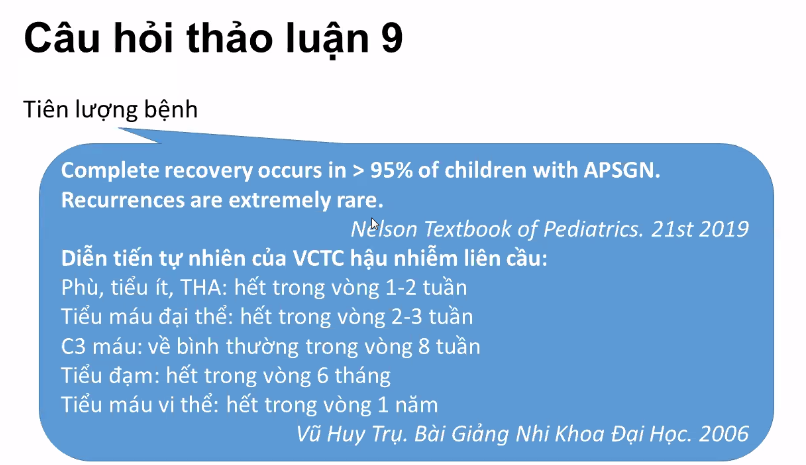 Câu hỏi thảo luận 9
Tiên lượng bệnh
Complete recovery occurs in > 95% of children with APSGN.
Recurrences are extremely rare.
Nelson Textbook of Pediatrics. 21st 2019
Diễn tiến tự nhiên của VCTC hậu nhiễm liên cầu:
Phù, tiểu ít, THA: hết trong vòng 1-2 tuần
Tiểu máu đại thể: hết trong vòng 2-3 tuần
C3 máu: về bình thường trong vòng 8 tuần
Tiểu đạm: hết trong vòng 6 tháng
Tiểu máu vi thể: hết trong vòng 1 năm
Vũ Huy Trụ. Bài Giảng Nhi Khoa Đại Học. 2006